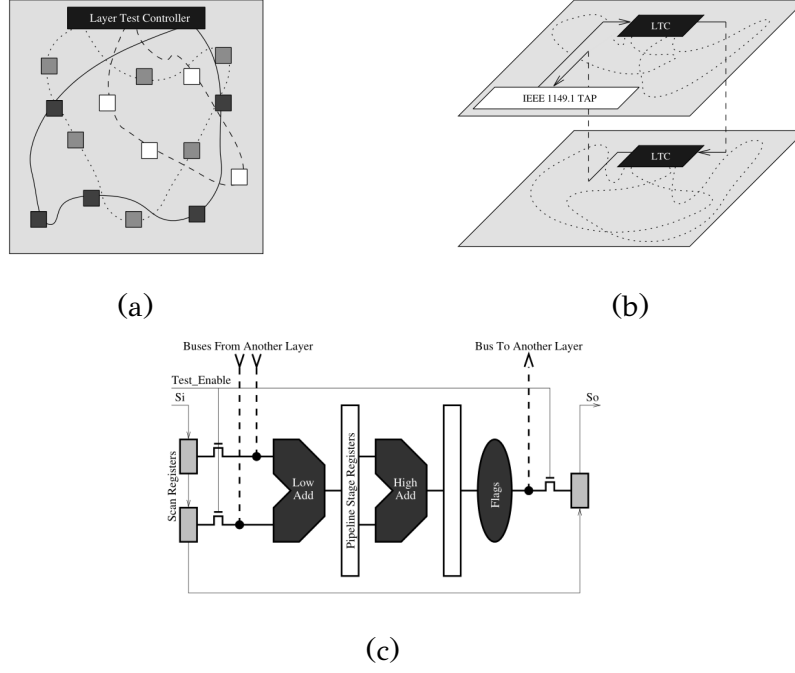 Layer Test Controller
LTC
IEEE 1149.1 TAP
LTC
(a)
(b)
Buses From Another Layer
Bus To Another Layer
Test_Enable
Si
So
Scan Registers
Low
Add
Pipeline Stage Registers
High
Add
Flags
(c)